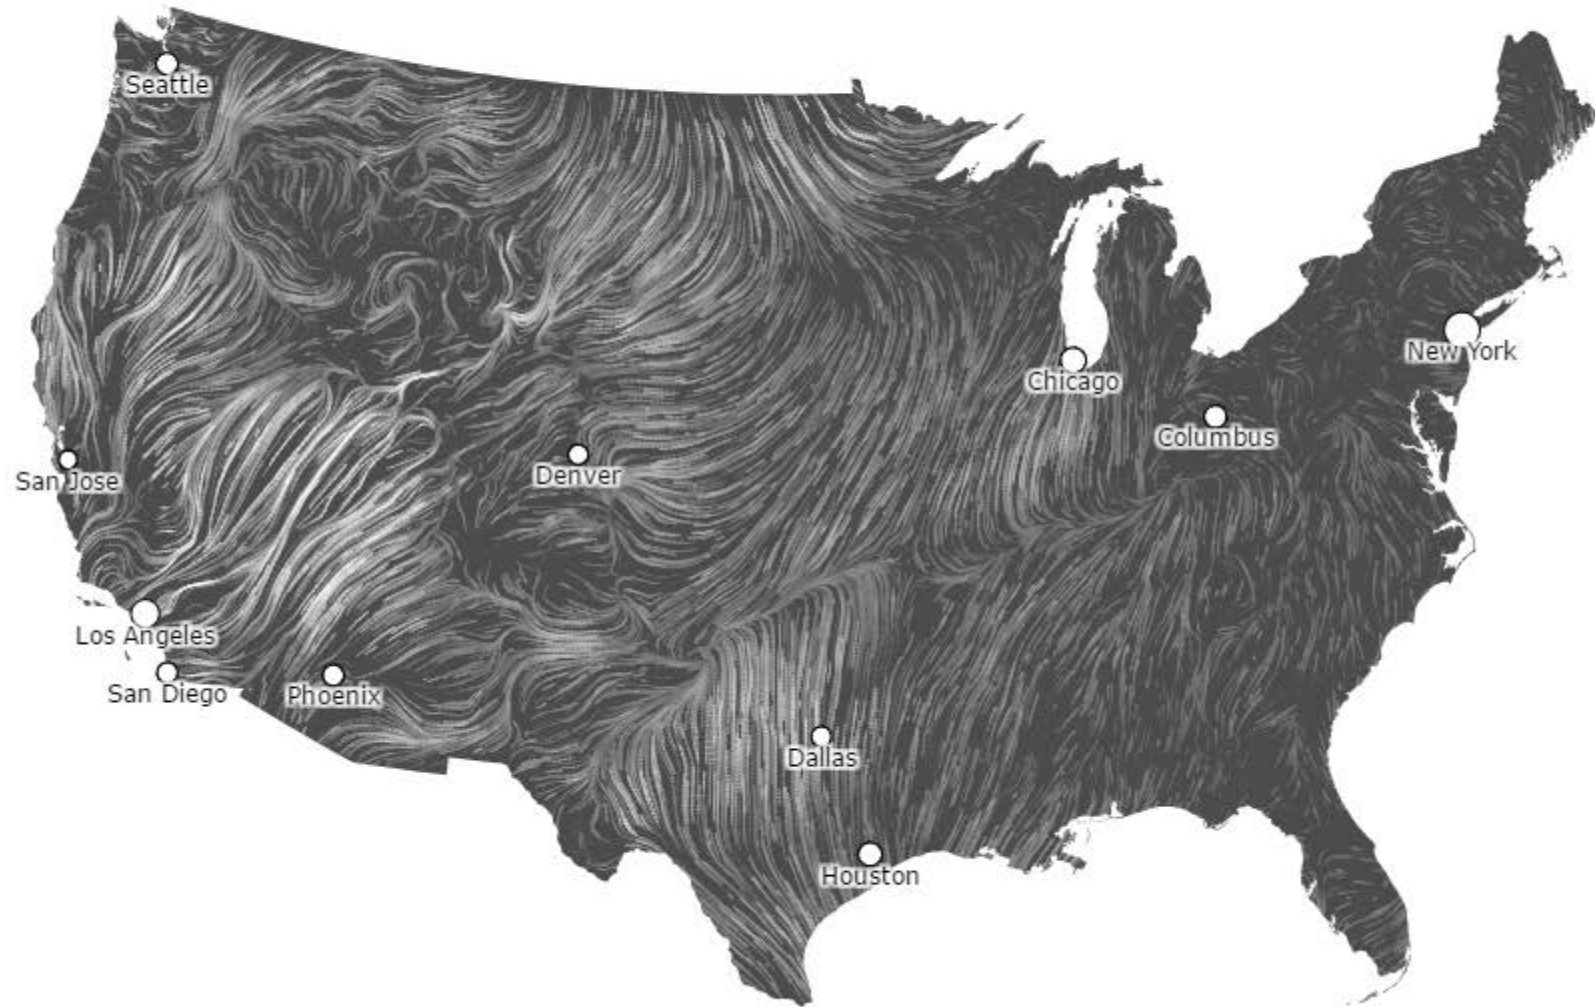 Seattle
New York
Chicago
Columbus
San Jose
Denver
Los Angeles
San Diego
Phoenix
Dallas
Houston